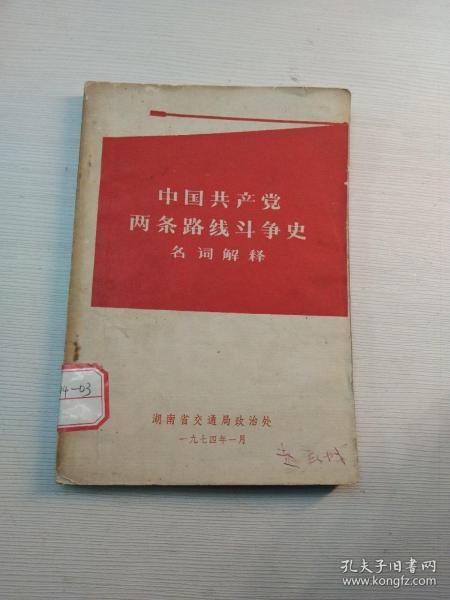 中国共产党
两条路线斗争史
名词解释
14-03
湖南省交通局政治处
一九七四年一月
孔夫子旧书网
www.kongfz.com